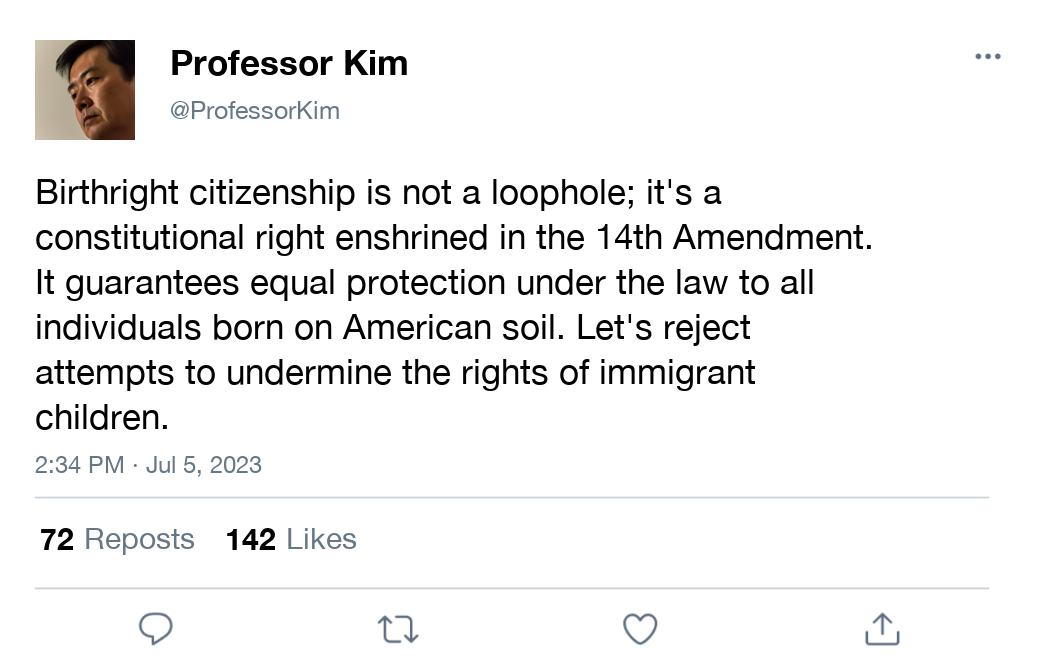 Professor Kim
@ProfessorKim
Birthright citizenship is not a loophole; it's a
constitutional right enshrined in the 14th Amendment.
It guarantees equal protection under the law to all
individuals born on American soil. Let's reject
attempts to undermine the rights of immigrant
children.
2:34 PM · Jul 5, 2023
72 Reposts 142 Likes